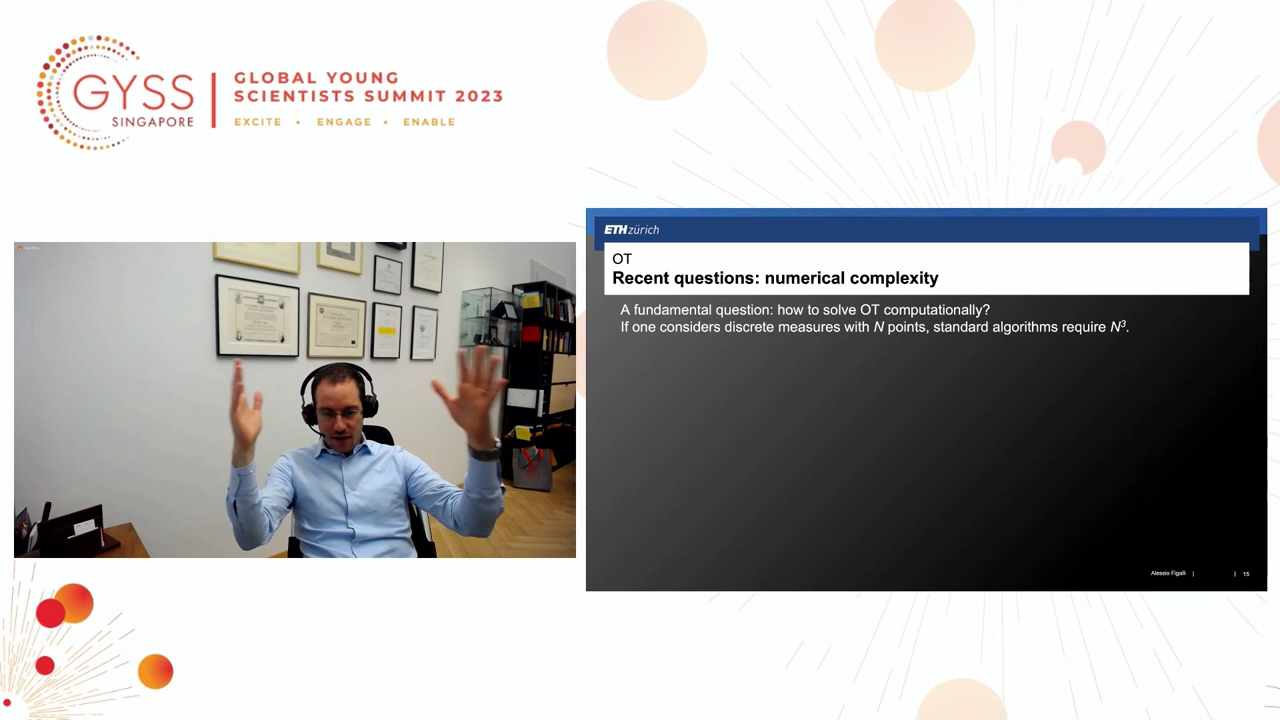 GYSS
SINGAPORE
GLOBAL YOUNG
SCIENTISTS SUMMIT 2023
EXCITE • ENGAGE • ENABLE
ETH zürich
OT
Recent questions: numerical complexity
A fundamental question: how to solve OT computationally?
If one considers discrete measures with N points, standard algorithms require N³.
Alessio Figalli | | 15